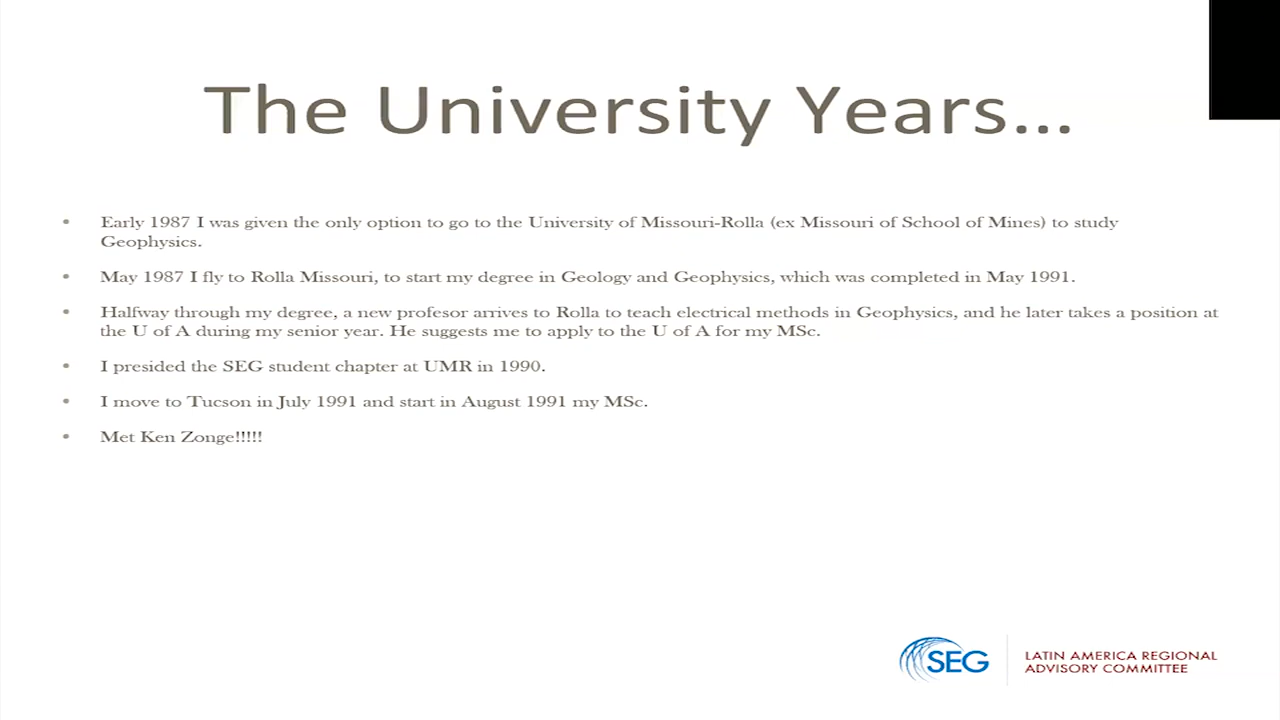 The University Years...
• Early 1987 I was given the only option to go to the University of Missouri-Rolla (ex Missouri of School of Mines) to study
Geophysics.
• May 1987 I fly to Rolla Missouri, to start my degree in Geology and Geophysics, which was completed in May 1991.
• Halfway through my degree, a new profesor arrives to Rolla to teach electrical methods in Geophysics, and he later takes a position at
the U of A during my senior year. He suggests me to apply to the U of A for my MSc.
• I presided the SEG student chapter at UMR in 1990.
• I move to Tucson in July 1991 and start in August 1991 my MSc.
• Met Ken Zonge!!!!!
SEG
LATIN AMERICA REGIONAL
ADVISORY COMMITTEE